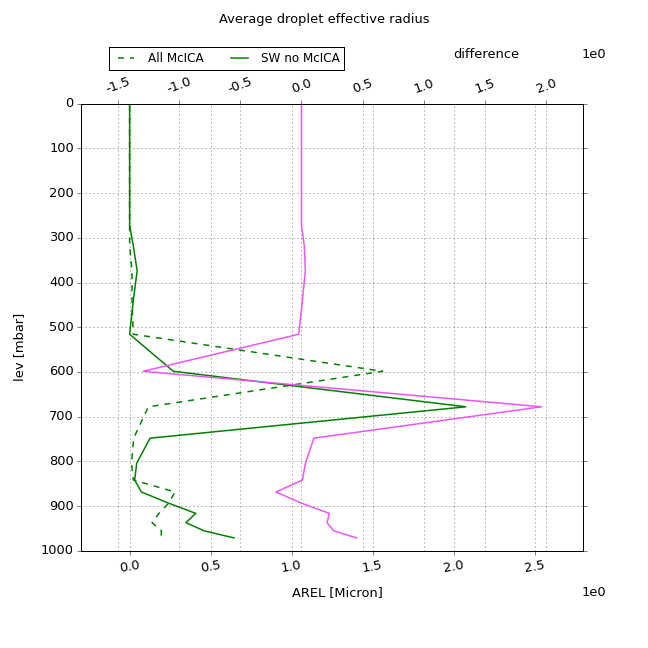 Average droplet effective radius
All McICA SW no McICA
difference 1e0
-1.5 -1.0 -0.5 0.0 0.5 1.0 1.5 2.0
0
100
200
300
400
500
600
700
800
900
1000
lev [mbar]
0.0 0.5 1.0 1.5 2.0 2.5
AREL [Micron] 1e0